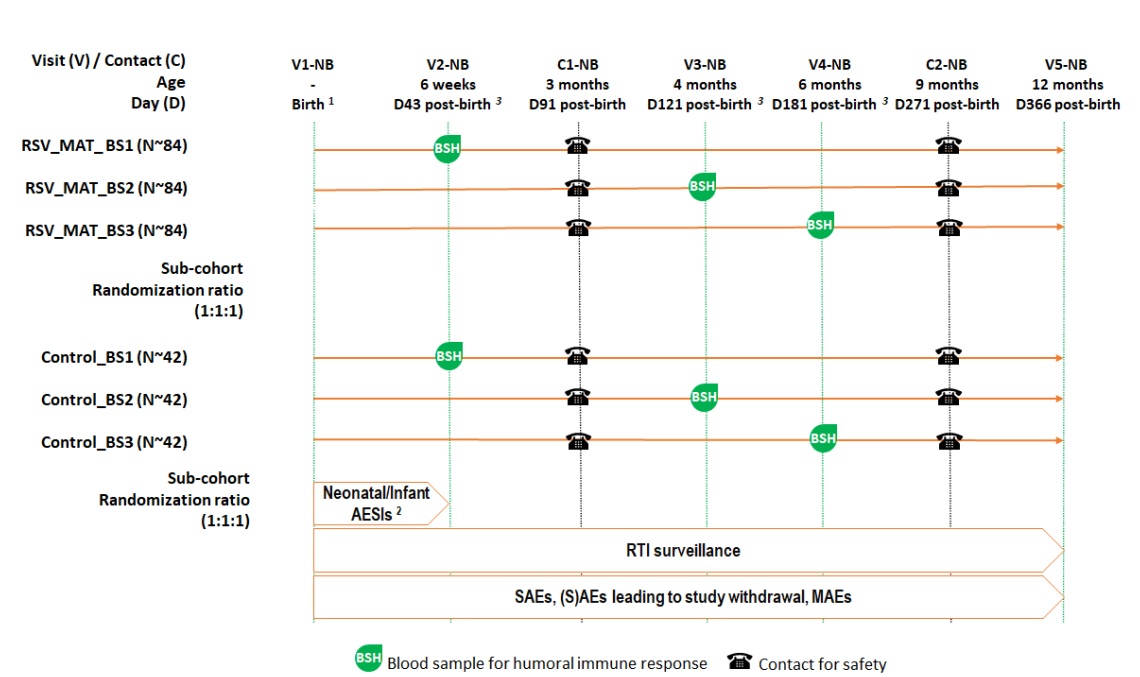 Visit (V) / Contact (C)
Age
Day (D)
V1-NB
-
Birth 1
V2-NB
6 weeks
D43 post-birth 3
C1-NB
3 months
D91 post-birth
V3-NB
4 months
D121 post-birth 3
V4-NB
6 months
D181 post-birth 3
C2-NB
9 months
D271 post-birth
V5-NB
12 months
D366 post-birth
RSV_MAT_BS1 (N~84)
BSH
RSV_MAT_BS2 (N~84)
BSH
RSV_MAT_BS3 (N~84)
BSH
Sub-cohort
Randomization ratio
(1:1:1)
Control_BS1 (N~42)
BSH
Control_BS2 (N~42)
BSH
Control_BS3 (N~42)
BSH
Sub-cohort
Randomization ratio
(1:1:1)
Neonatal/Infant
AESIs 2
RTI surveillance
SAEs, (S)AEs leading to study withdrawal, MAEs
BSH Blood sample for humoral immune response
Contact for safety